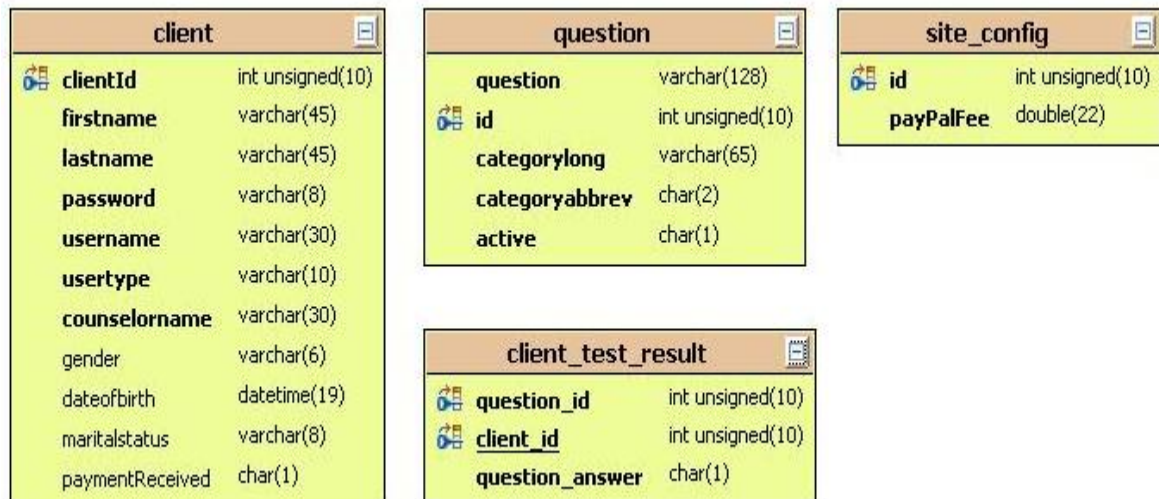 client
clientId int unsigned(10)
firstname varchar(45)
lastname varchar(45)
password varchar(8)
username varchar(30)
usertype varchar(10)
counselorname varchar(30)
gender varchar(6)
dateofbirth datetime(19)
maritalstatus varchar(8)
paymentReceived char(1)
question
question varchar(128)
id int unsigned(10)
categorylong varchar(65)
categoryabbrev char(2)
active char(1)
client_test_result
question_id int unsigned(10)
client_id int unsigned(10)
question_answer char(1)
site_config
id int unsigned(10)
payPalFee double(22)